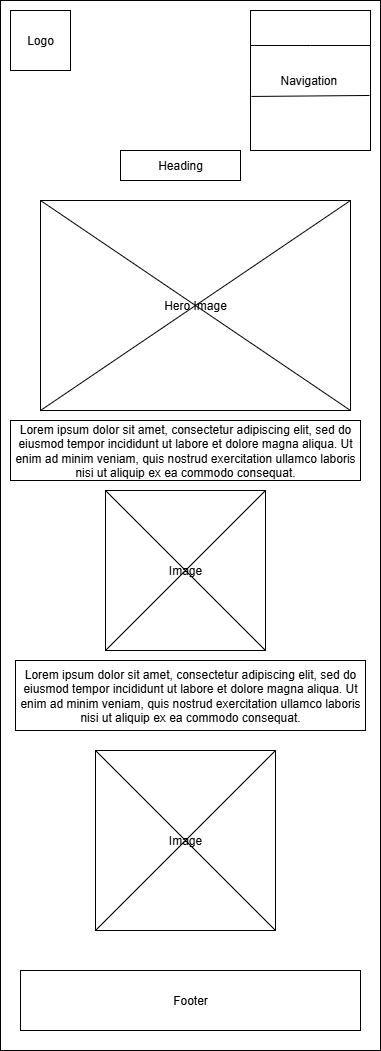 Logo
Navigation
Heading
Hero Image
Lorem ipsum dolor sit amet, consectetur adipiscing elit, sed do
eiusmod tempor incididunt ut labore et dolore magna aliqua. Ut
enim ad minim veniam, quis nostrud exercitation ullamco laboris
nisi ut aliquip ex ea commodo consequat.
Image
Lorem ipsum dolor sit amet, consectetur adipiscing elit, sed do
eiusmod tempor incididunt ut labore et dolore magna aliqua. Ut
enim ad minim veniam, quis nostrud exercitation ullamco laboris
nisi ut aliquip ex ea commodo consequat.
Image
Footer